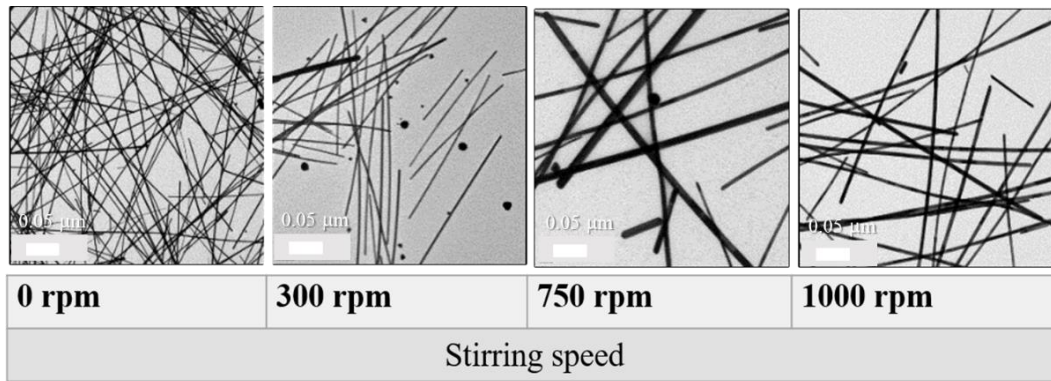 0.05 µm
0.05 µm
0.05 µm
0.05 µm
0 rpm
300 rpm
750 rpm
1000 rpm
Stirring speed